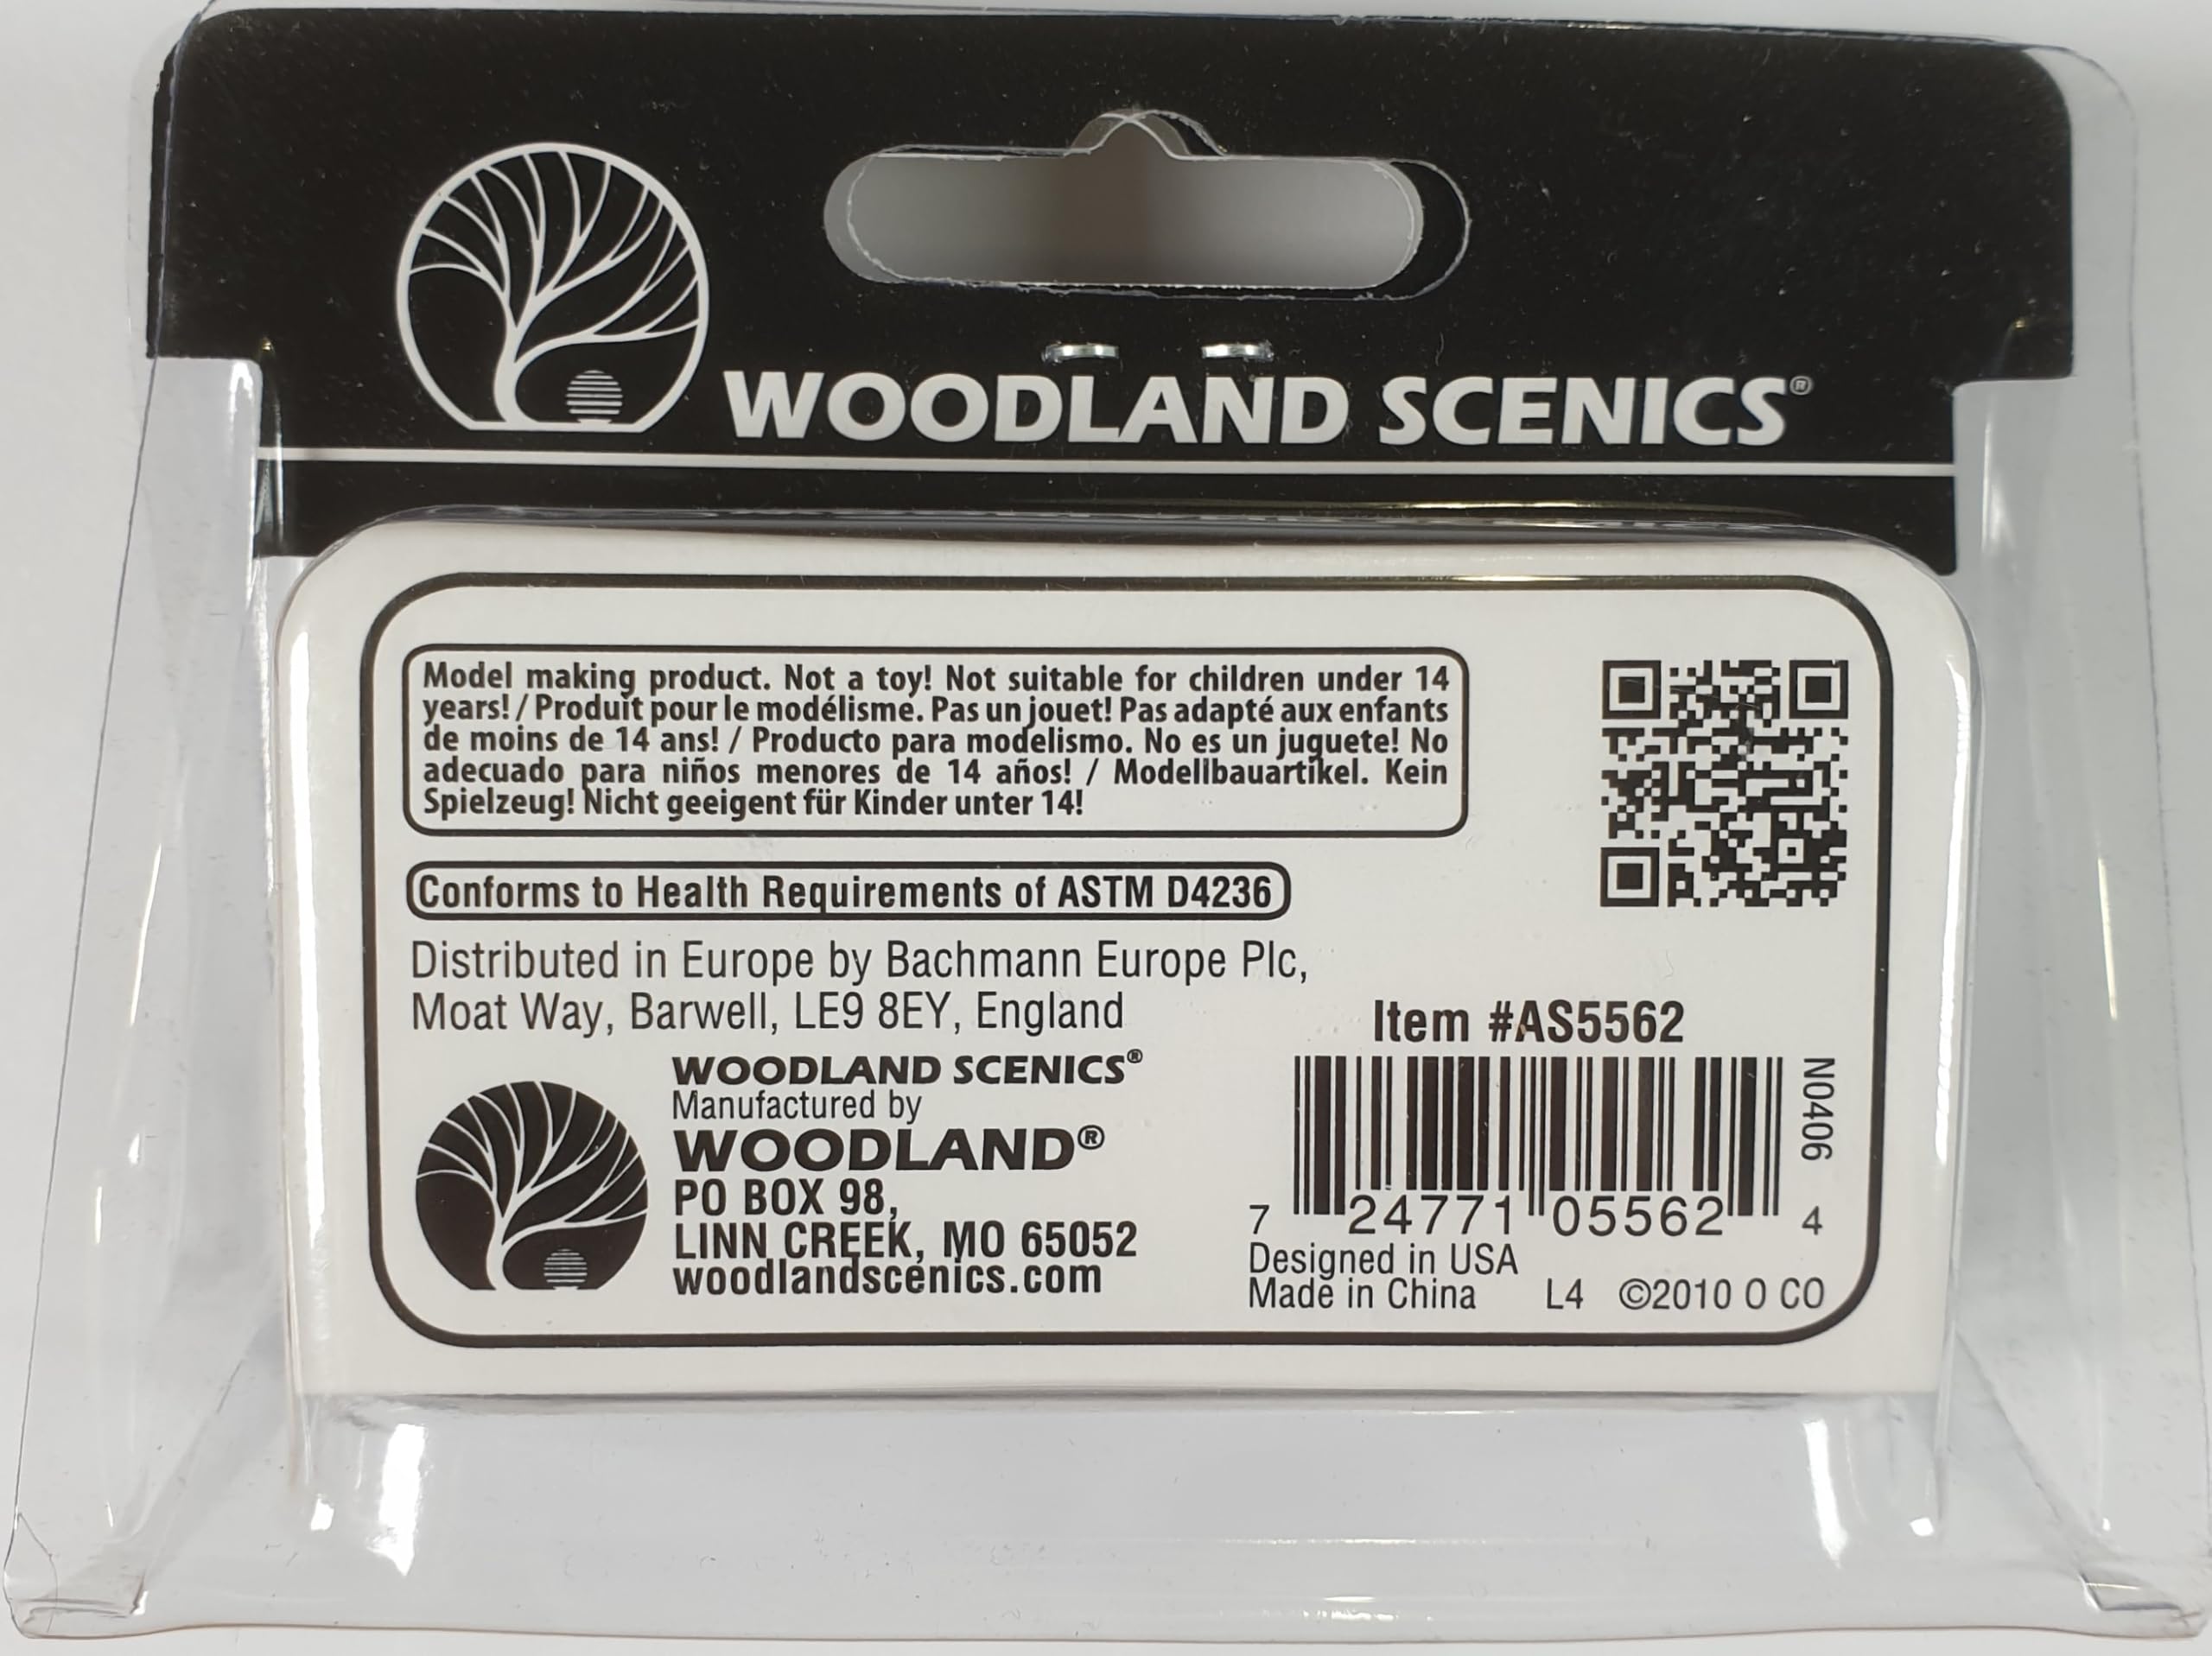 WOODLAND SCENICS®
Model making product. Not a toy! Not suitable for children under 14
years! / Produit pour le modélisme. Pas un jouet! Pas adapté aux enfants
de moins de 14 ans! / Producto para modelismo. No es un juguete! No
adecuado para niños menores de 14 años! / Modellbauartikel. Kein
Spielzeug! Nicht geeigent für Kinder unter 14!
Conforms to Health Requirements of ASTM D4236
Distributed in Europe by Bachmann Europe Plc,
Moat Way, Barwell, LE9 8EY, England
WOODLAND SCENICS®
Manufactured by
WOODLAND®
PO BOX 98,
LINN CREEK, MO 65052
woodlandscenics.com
Item #AS5562
N0406
7 24771 05562 4
Designed in USA
Made in China L4 ©2010 O CO